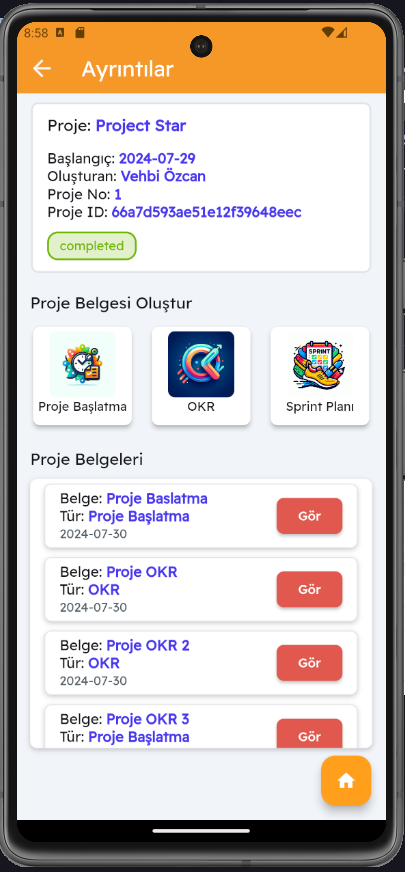 8:58
Ayrıntılar
Proje: Project Star
Başlangıç: 2024-07-29
Oluşturan: Vehbi Özcan
Proje No: 1
Proje ID: 66a7d593ae51e12f39648eec
completed
Proje Belgesi Oluştur
SPRINT
Proje Başlatma
OKR
Sprint Planı
Proje Belgeleri
Belge: Proje Baslatma
Tür: Proje Başlatma
2024-07-30
Gör
Belge: Proje OKR
Tür: OKR
2024-07-30
Gör
Belge: Proje OKR 2
Tür: OKR
2024-07-30
Gör
Belge: Proje OKR 3
Tür: Proje Başlatma
Gör